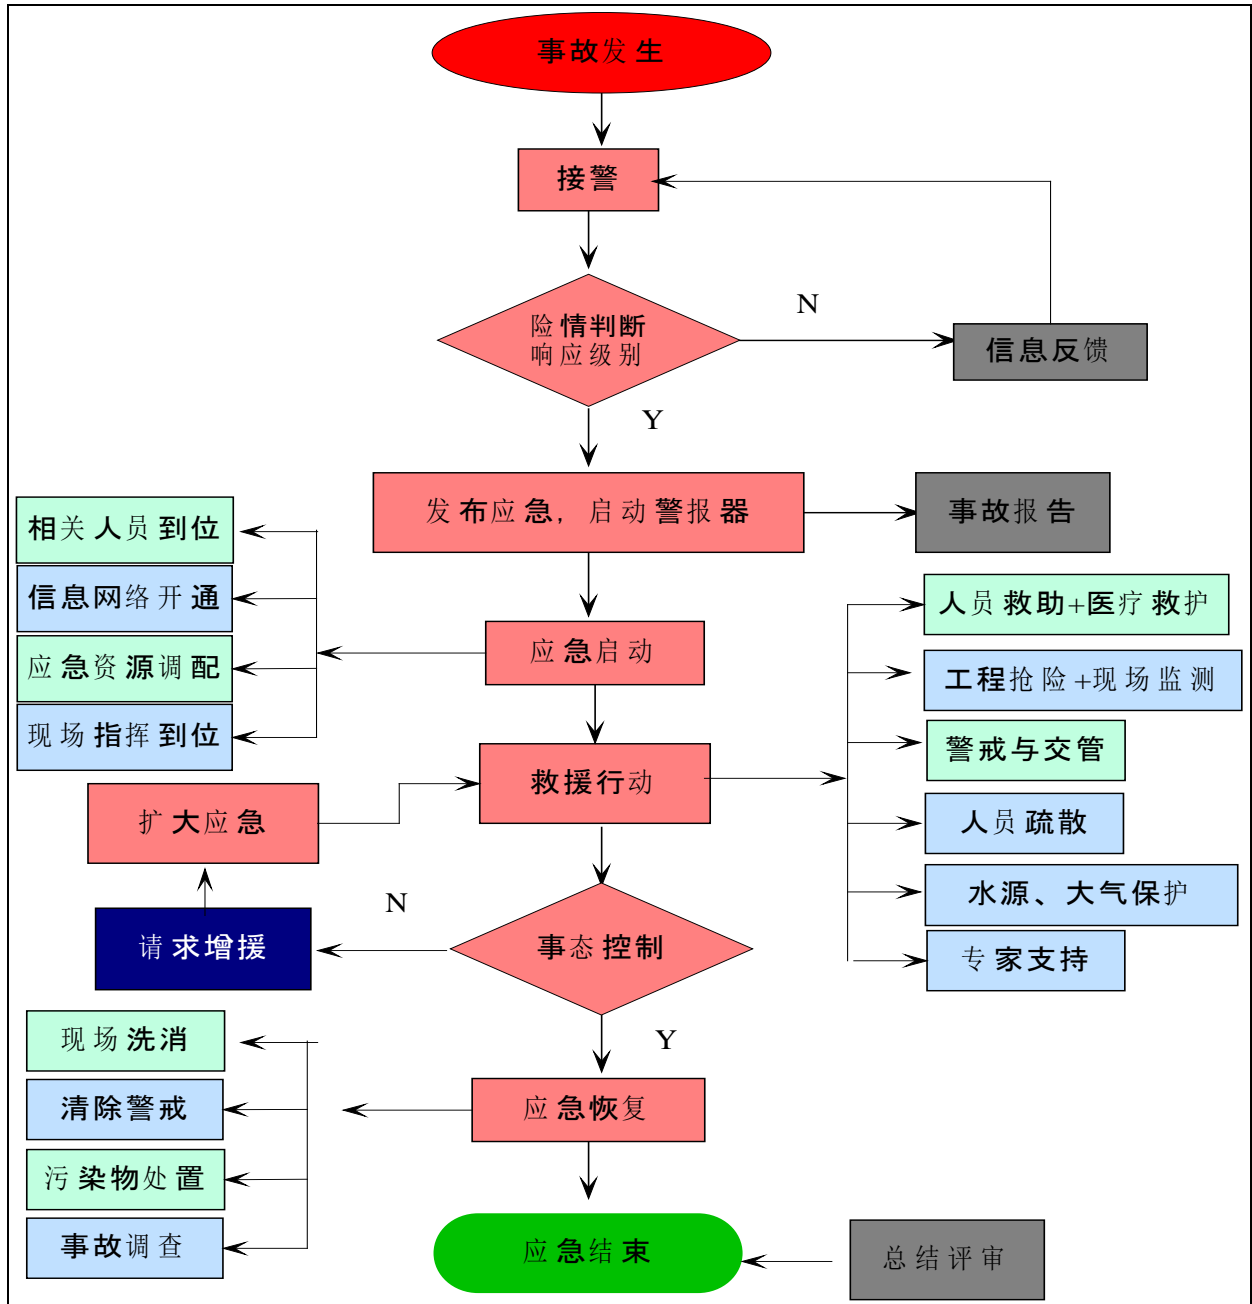 事故发生
接警
N
险情判断
响应级别
信息反馈
Y
发布应急，启动警报器
事故报告
相关人员到位
信息网络开通
应急资源调配
现场指挥到位
应急启动
人员救助+医疗救护
工程抢险+现场监测
警戒与交管
人员疏散
水源、大气保护
专家支持
救援行动
扩大应急
N
请求增援
事态控制
Y
现场洗消
清除警戒
污染物处置
事故调查
应急恢复
应急结束
总结评审